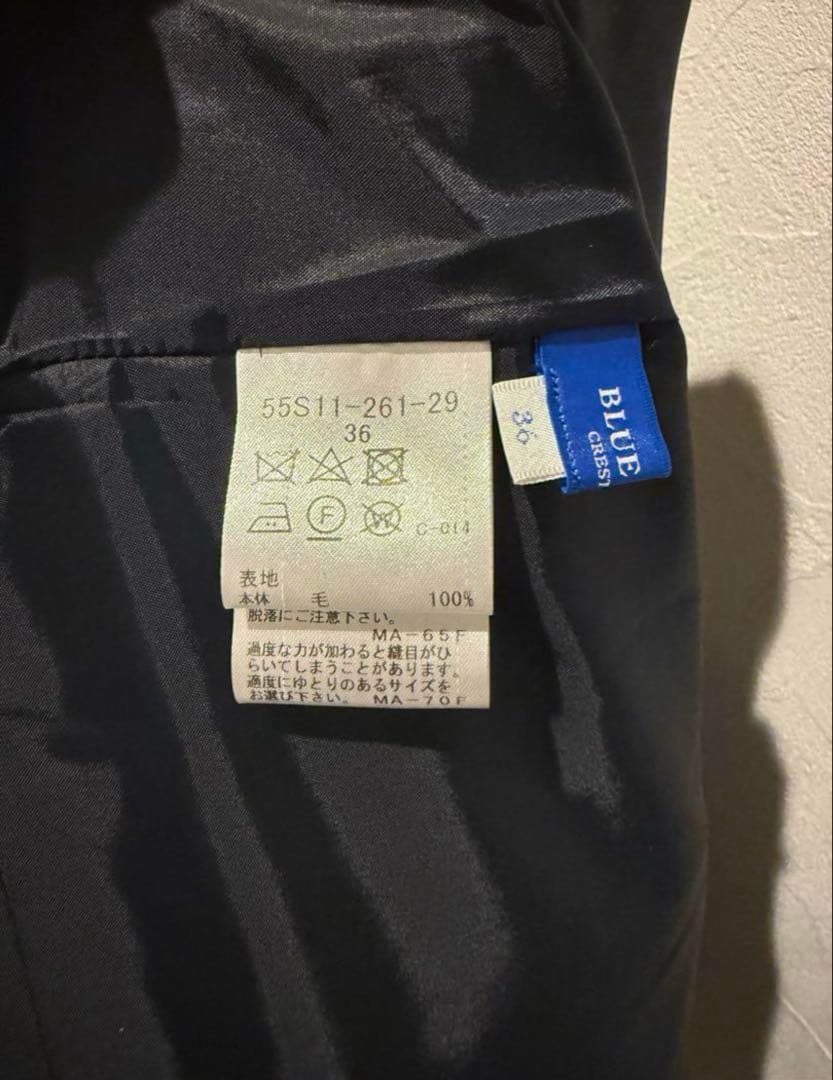 55S11-261-29
36
F
W
C-014
表地
本体 毛 100%
脱落にご注意下さい。
MA-65F
過度な力が加わると縫目がひ
らいてしまうことがあります。
適度にゆとりのあるサイズを
お選び下さい。 MA-70F
36
BLUE
CREST